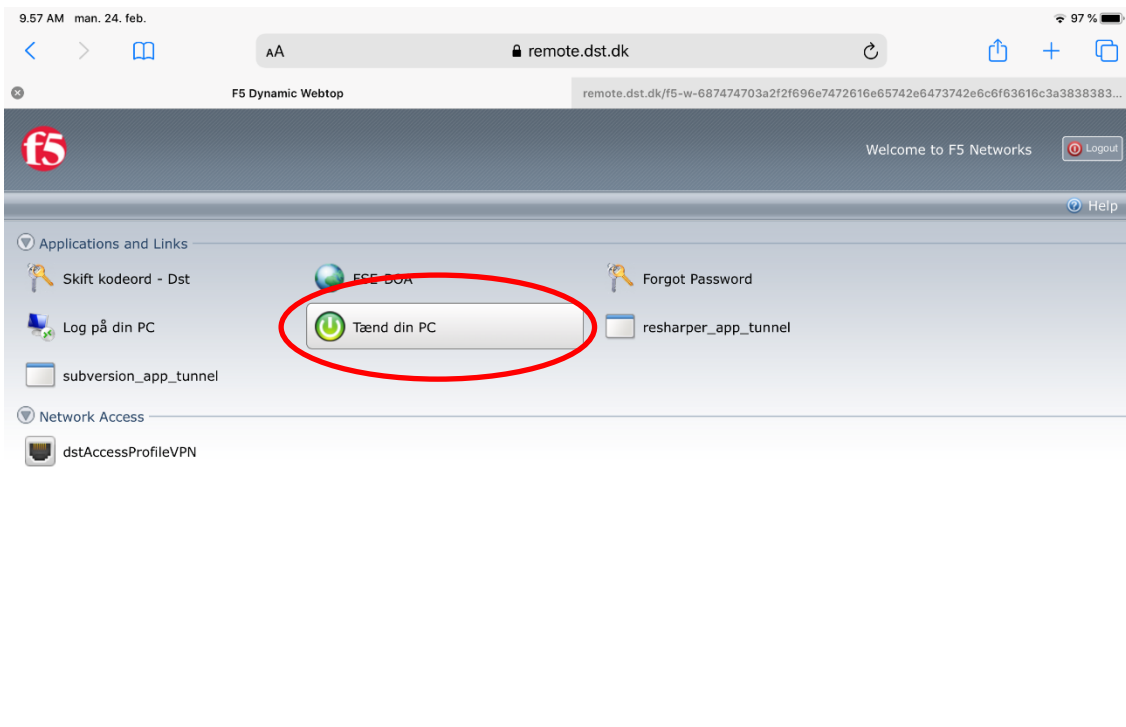 9.57 AM man. 24. feb. 97 %
AA remote.dst.dk
F5 Dynamic Webtop remote.dst.dk/f5-w-687474703a2f2f696e7472616e65742e6473742e6c6f63616c3a3838383...
f5 Welcome to F5 Networks Logout
Help
Applications and Links
Skift kodeord - Dst ESE-DOA Forgot Password
Log på din PC Tænd din PC resharper_app_tunnel
subversion_app_tunnel
Network Access
dstAccessProfileVPN